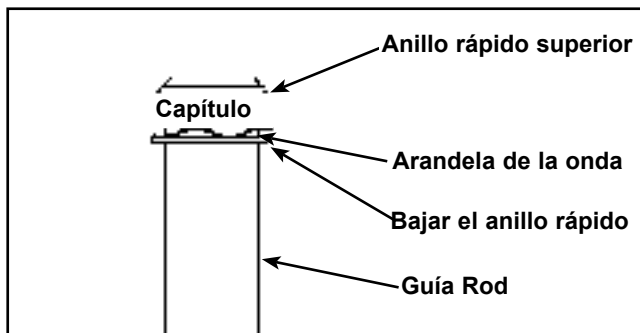 Anillo rápido superior
Capítulo
Arandela de la onda
Bajar el anillo rápido
Guía Rod